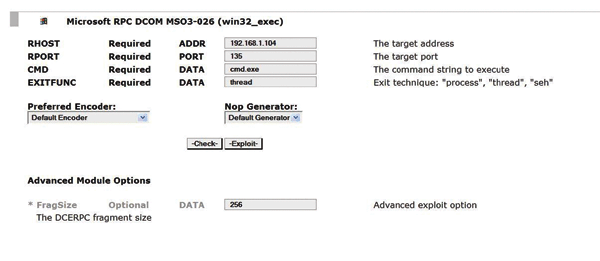 Microsoft RPC DCOM MSO3-026 (win32_exec)
RHOST Required ADDR 192.168.1.104 The target address
RPORT Required PORT 135 The target port
CMD Required DATA cmd.exe The command string to execute
EXITFUNC Required DATA thread Exit technique: "process", "thread", "seh"
Preferred Encoder: Nop Generator:
Default Encoder Default Generator
-Check- -Exploit-
Advanced Module Options
* FragSize Optional DATA 256 Advanced exploit option
The DCERPC fragment size